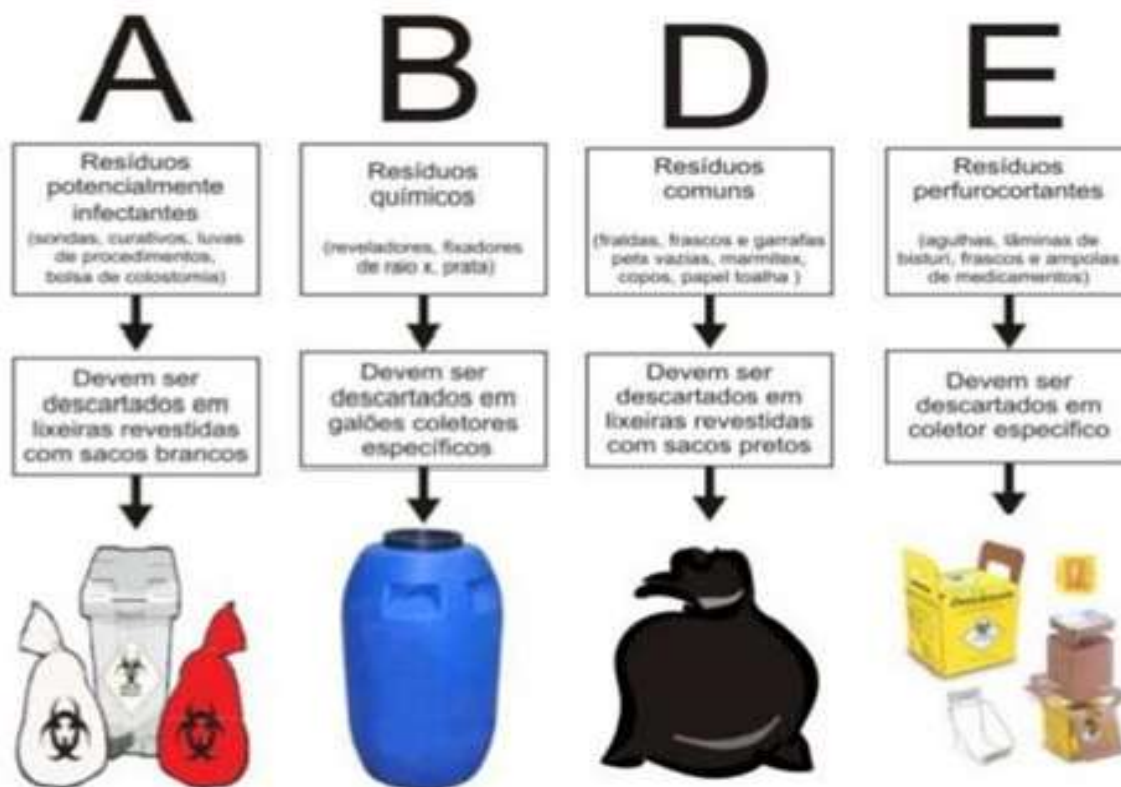 A
B
D
E
Resíduos
potencialmente
infectantes
(sondas, curativos, luvas
de procedimentos,
bolsa de colostomia)
Resíduos
químicos
(reveladores, fixadores
de raio x, prata)
Resíduos
comuns
(fraldas, frascos e garrafas
pets vazias, marmitex,
copos, papel toalha )
Resíduos
perfurocortantes
(agulhas, lâminas de
bisturi, frascos e ampolas
de medicamentos)
Devem ser
descartados em
lixeiras revestidas
com sacos brancos
Devem ser
descartados em
galões coletores
específicos
Devem ser
descartados em
lixeiras revestidas
com sacos pretos
Devem ser
descartados em
coletor específico